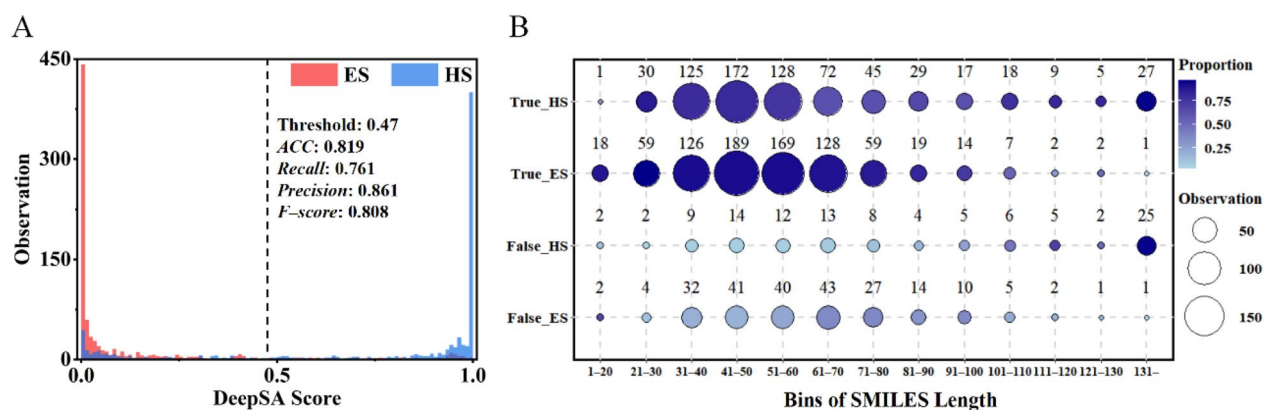 A
450
300
150
0
Observation
ES HS
Threshold: 0.47
ACC: 0.819
Recall: 0.761
Precision: 0.861
F–score: 0.808
0.0 0.5 1.0
DeepSA Score
B
1 30 125 172 128 72 45 29 17 18 9 5 27
True_HS
18 59 126 189 169 128 59 19 14 7 2 2 1
True_ES
2 2 9 14 12 13 8 4 5 6 5 2 25
False_HS
2 4 32 41 40 43 27 14 10 5 2 1 1
False_ES
1–20 21–30 31–40 41–50 51–60 61–70 71–80 81–90 91–100 101–110 111–120 121–130 131–
Bins of SMILES Length
Proportion
0.75
0.50
0.25
Observation
50
100
150